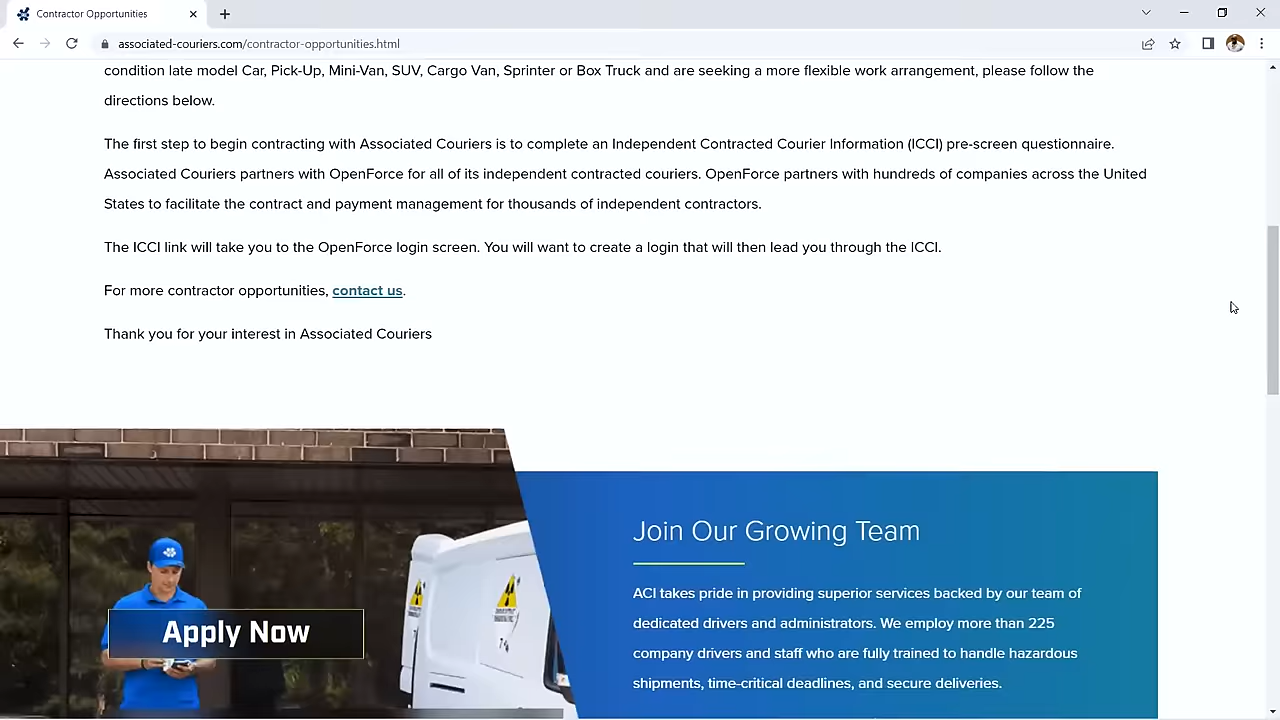 Contractor Opportunities
associated-couriers.com/contractor-opportunities.html
condition late model Car, Pick-Up, Mini-Van, SUV, Cargo Van, Sprinter or Box Truck and are seeking a more flexible work arrangement, please follow the
directions below.
The first step to begin contracting with Associated Couriers is to complete an Independent Contracted Courier Information (ICCI) pre-screen questionnaire.
Associated Couriers partners with OpenForce for all of its independent contracted couriers. OpenForce partners with hundreds of companies across the United
States to facilitate the contract and payment management for thousands of independent contractors.
The ICCI link will take you to the OpenForce login screen. You will want to create a login that will then lead you through the ICCI.
For more contractor opportunities, contact us.
Thank you for your interest in Associated Couriers
Apply Now
Join Our Growing Team
ACI takes pride in providing superior services backed by our team of
dedicated drivers and administrators. We employ more than 225
company drivers and staff who are fully trained to handle hazardous
shipments, time-critical deadlines, and secure deliveries.